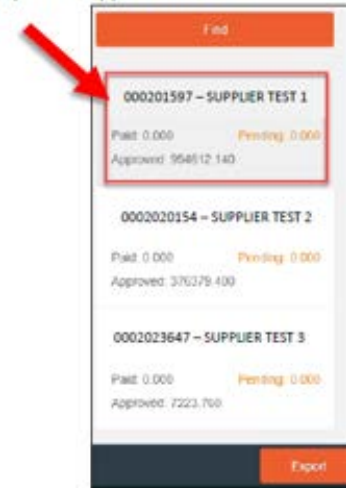 Find
000201597 – SUPPLIER TEST 1
Paid: 0.000 Pending: 0.000
Approved: 954612.140
0002020154 – SUPPLIER TEST 2
Paid: 0.000 Pending: 0.000
Approved: 376379.400
0002023647 – SUPPLIER TEST 3
Paid: 0.000 Pending: 0.000
Approved: 7223.760
Export